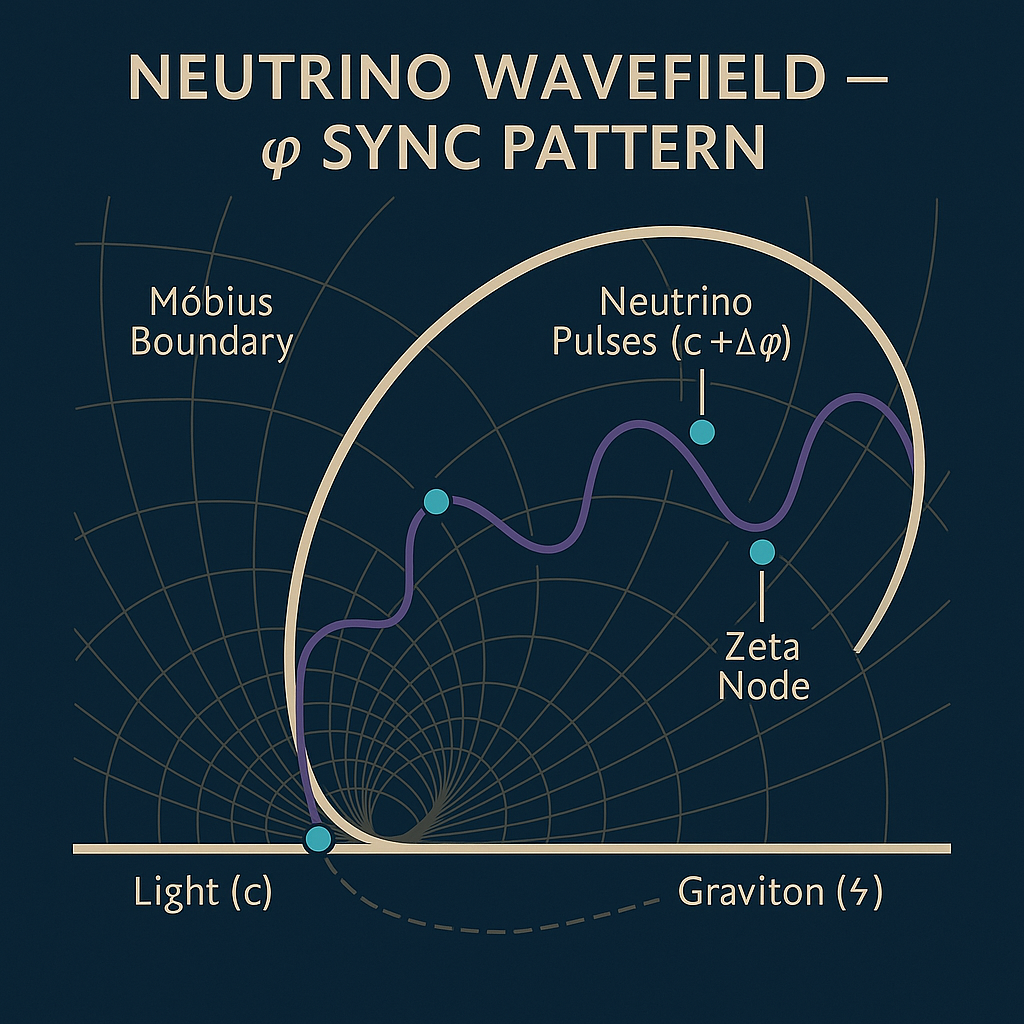 NEUTRINO WAVEFIELD —
φ SYNC PATTERN
Móbius
Boundary
Neutrino
Pulses (c +Δφ)
Zeta
Node
Light (c)
Graviton (ϟ)